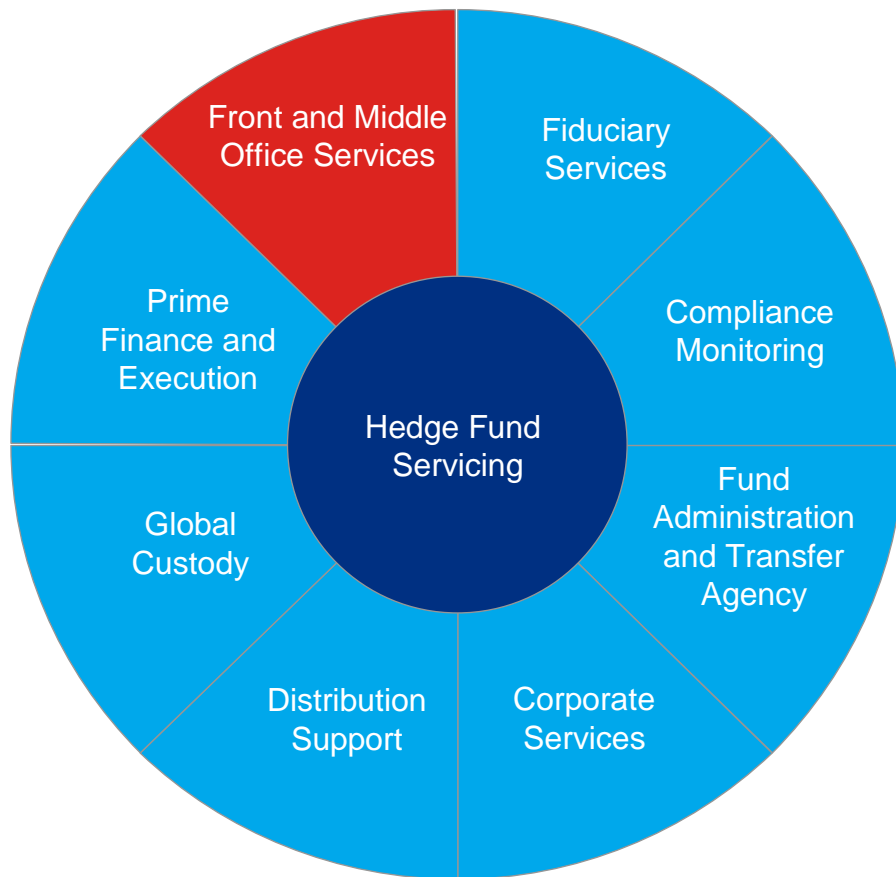 Front and Middle
Office Services
Fiduciary
Services
Prime
Finance and
Execution
Compliance
Monitoring
Hedge Fund
Servicing
Global
Custody
Fund
Administration
and Transfer
Agency
Distribution
Support
Corporate
Services